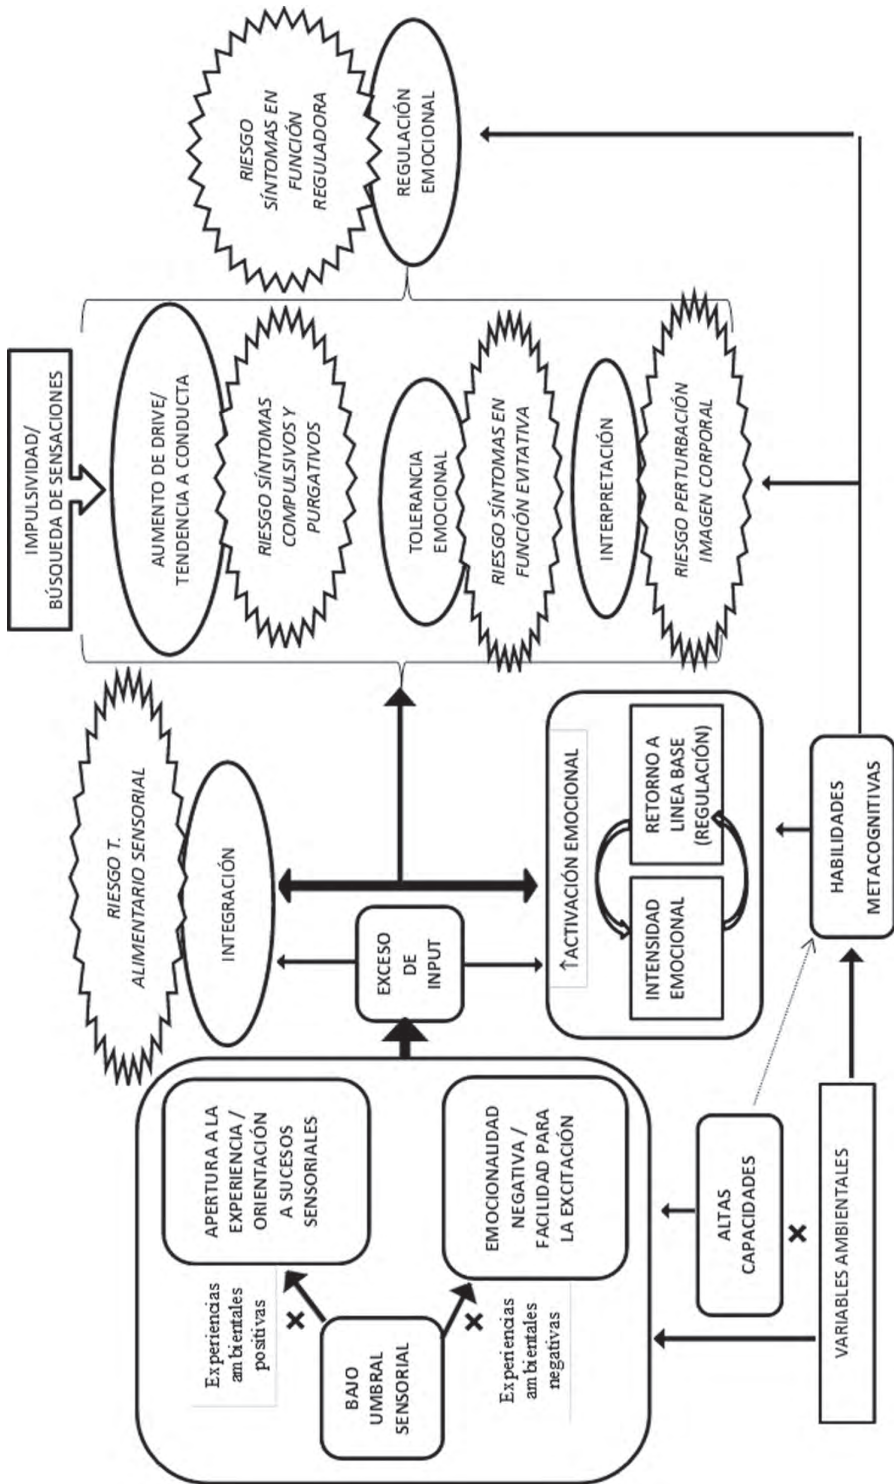 Experiencias
ambientales
positivas
BAJO
UMBRAL
SENSORIAL
Experiencias
ambientales
negativas
APERTURA A LA
EXPERIENCIA /
ORIENTACIÓN
A SUCESOS
SENSORIALES
EMOCIONALIDAD
NEGATIVA /
FACILIDAD PARA
LA EXCITACIÓN
ALTAS
CAPACIDADES
VARIABLES AMBIENTALES
RIESGO T.
ALIMENTARIO SENSORIAL
INTEGRACIÓN
EXCESO
DE
INPUT
↑ACTIVACIÓN EMOCIONAL
INTENSIDAD
EMOCIONAL
RETORNO A
LINEA BASE
(REGULACIÓN)
HABILIDADES
METACOGNITIVAS
IMPULSIVIDAD/
BÚSQUEDA DE SENSACIONES
AUMENTO DE DRIVE/
TENDENCIA A CONDUCTA
RIESGO SÍNTOMAS
COMPULSIVOS Y
PURGATIVOS
TOLERANCIA
EMOCIONAL
RIESGO SÍNTOMAS EN
FUNCIÓN EVITATIVA
INTERPRETACIÓN
RIESGO PERTURBACIÓN
IMAGEN CORPORAL
RIESGO
SÍNTOMAS EN
FUNCIÓN
REGULADORA
REGULACIÓN
EMOCIONAL